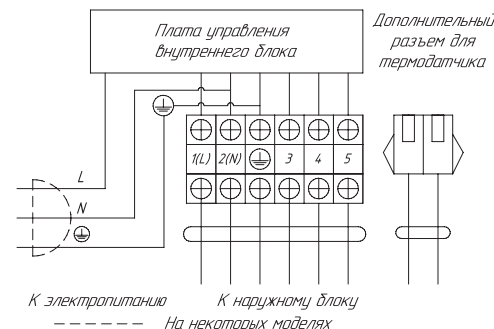 Плата управления
внутреннего блока
Дополнительный
разъем для
термодатчика
1(L) 2(N) 3 4 5
L
N
К электропитанию
К наружному блоку
На некоторых моделях